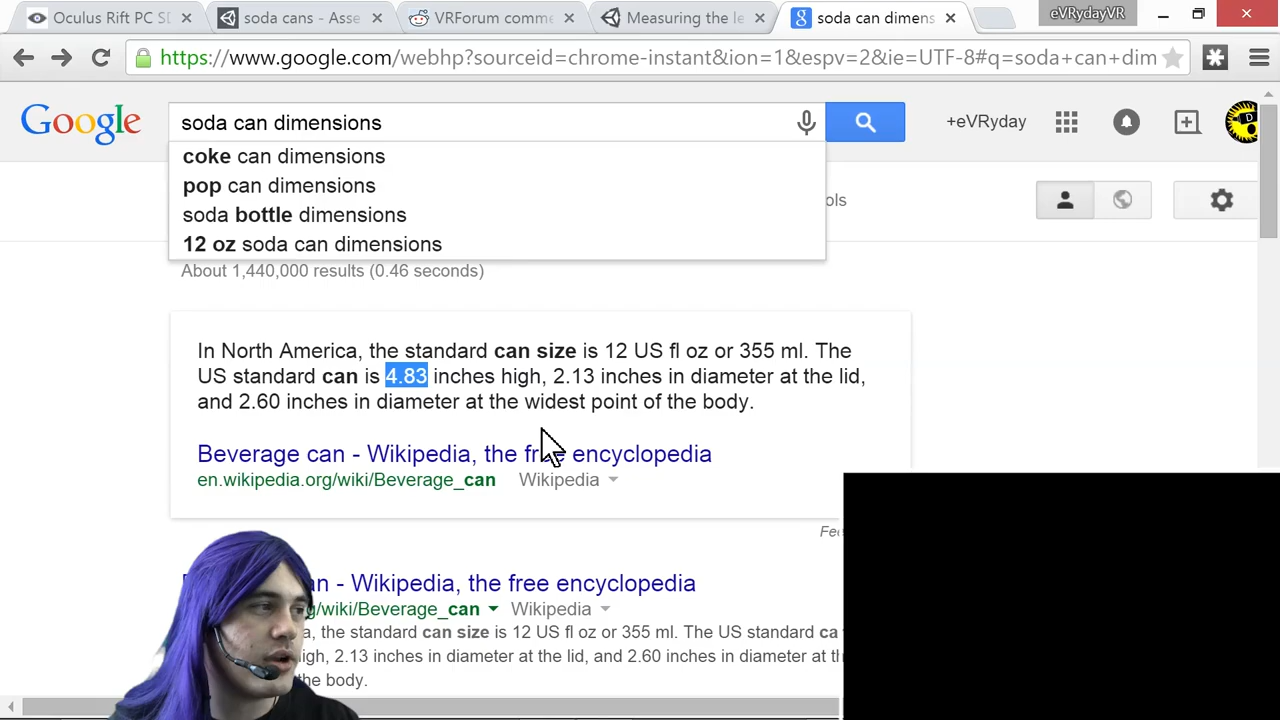 Oculus Rift PC SD
soda cans - Asse
VRForum comme
Measuring the le
soda can dimens
eVRydayVR
https://www.google.com/webhp?sourceid=chrome-instant&ion=1&espv=2&ie=UTF-8#q=soda+can+dim
Google
soda can dimensions
+eVRyday
coke can dimensions
pop can dimensions
soda bottle dimensions
12 oz soda can dimensions
ols
About 1,440,000 results (0.46 seconds)
In North America, the standard can size is 12 US fl oz or 355 ml. The
US standard can is 4.83 inches high, 2.13 inches in diameter at the lid,
and 2.60 inches in diameter at the widest point of the body.
Beverage can - Wikipedia, the free encyclopedia
en.wikipedia.org/wiki/Beverage_can Wikipedia
Fee
an - Wikipedia, the free encyclopedia
g/wiki/Beverage_can Wikipedia
a, the standard can size is 12 US fl oz or 355 ml. The US standard ca
igh, 2.13 inches in diameter at the lid, and 2.60 inches in diameter at th
the body.